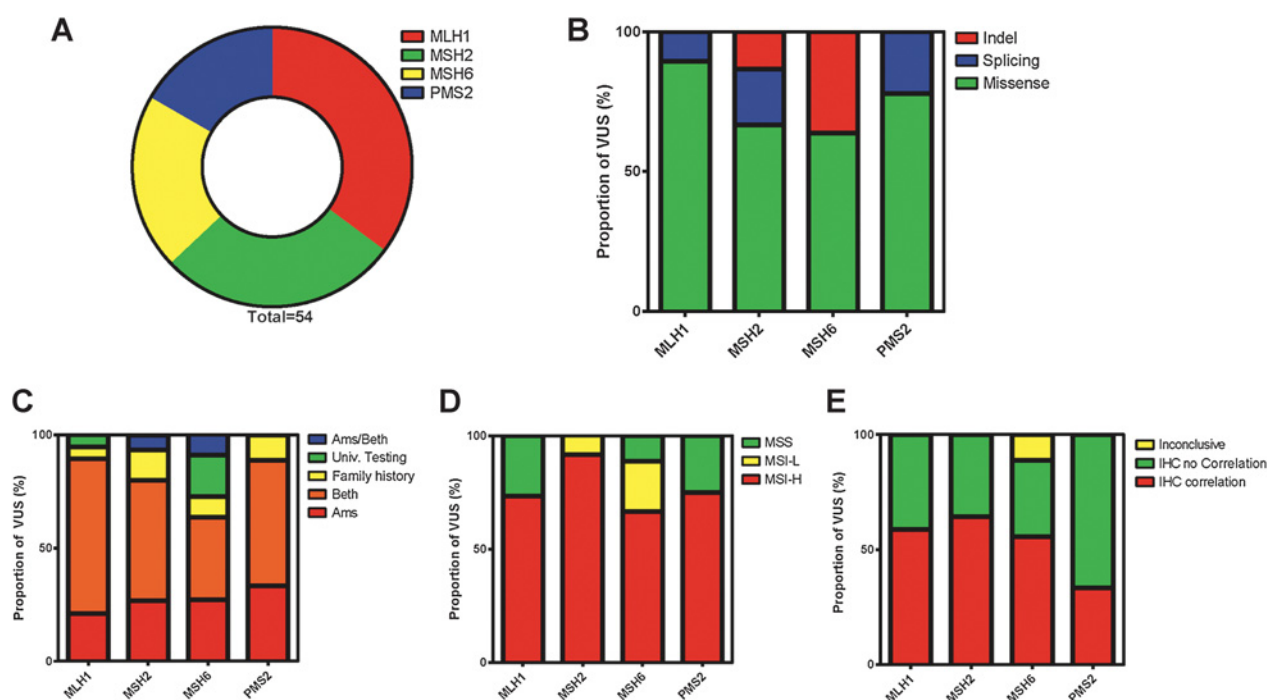 A
MLH1
MSH2
MSH6
PMS2
Total=54
B
Proportion of VUS (%)
100
50
0
MLH1
MSH2
MSH6
PMS2
Indel
Splicing
Missense
C
Proportion of VUS (%)
100
50
0
MLH1
MSH2
MSH6
PMS2
Ams/Beth
Univ. Testing
Family history
Beth
Ams
D
Proportion of VUS (%)
100
50
0
MLH1
MSH2
MSH6
PMS2
MSS
MSI-L
MSI-H
E
Proportion of VUS (%)
100
50
0
MLH1
MSH2
MSH6
PMS2
Inconclusive
IHC no Correlation
IHC correlation